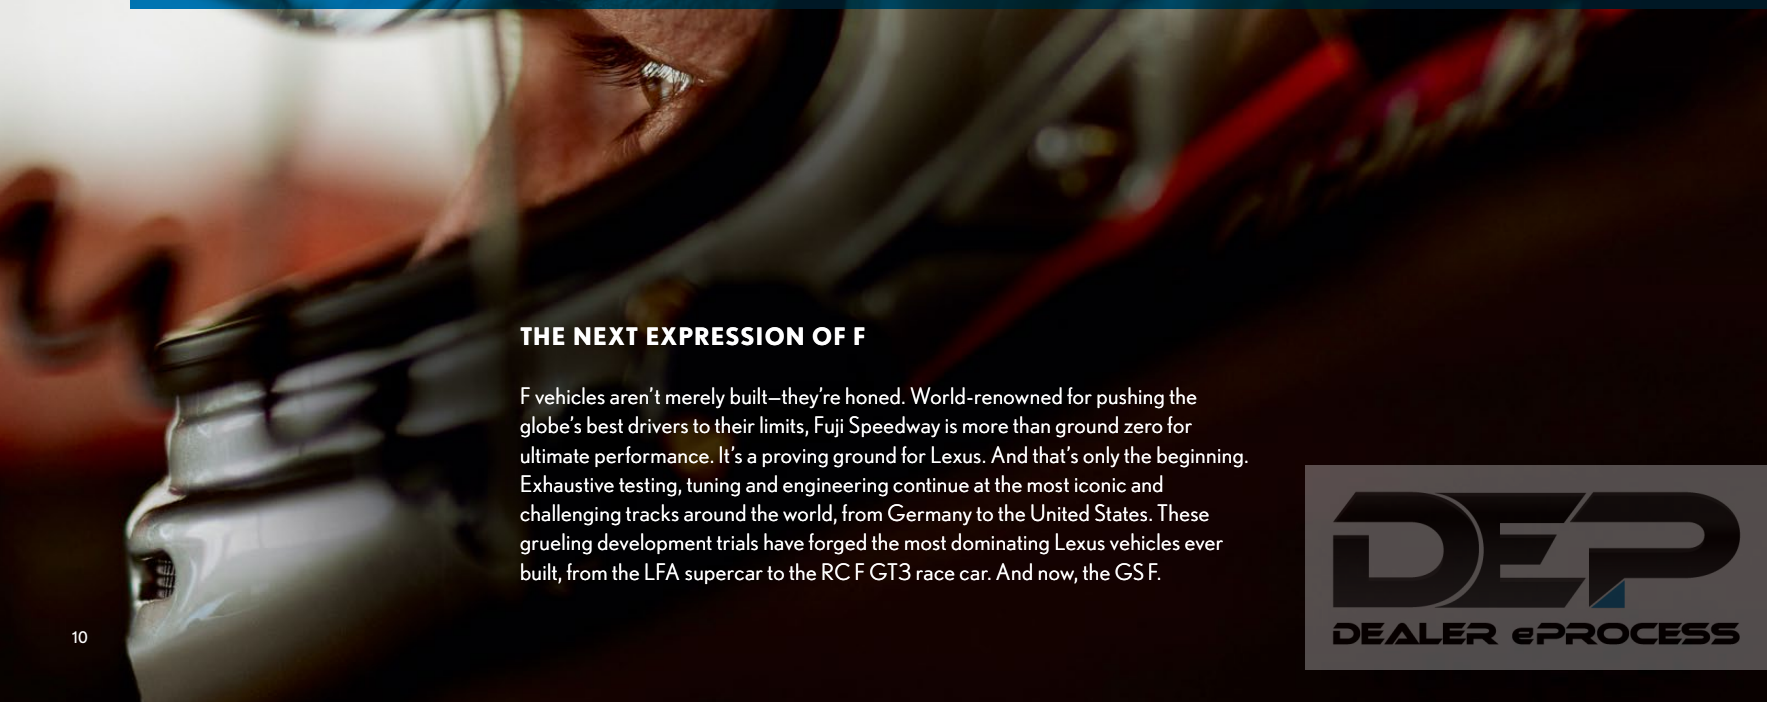 THE NEXT EXPRESSION OF F
F vehicles aren't merely built—they're honed. World-renowned for pushing the
globe's best drivers to their limits, Fuji Speedway is more than ground zero for
ultimate performance. It's a proving ground for Lexus. And that's only the beginning.
Exhaustive testing, tuning and engineering continue at the most iconic and
challenging tracks around the world, from Germany to the United States. These
grueling development trials have forged the most dominating Lexus vehicles ever
built, from the LFA supercar to the RC F GT3 race car. And now, the GS F.
10
DEP
DEALER ePROCESS